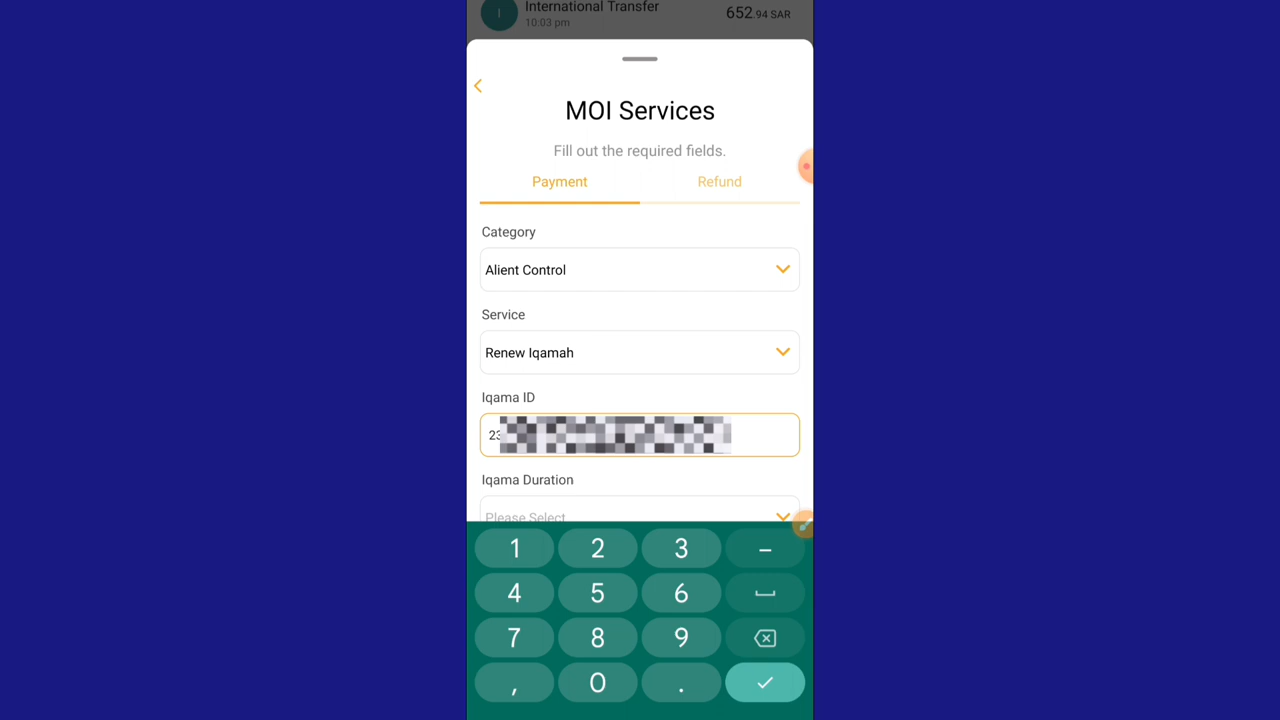 International Transfer
10:03 pm
652.94 SAR
MOI Services
Fill out the required fields.
Payment Refund
Category
Alient Control
Service
Renew Iqamah
Iqama ID
23
Iqama Duration
Please Select
1 2 3 –
4 5 6
7 8 9
, 0 .